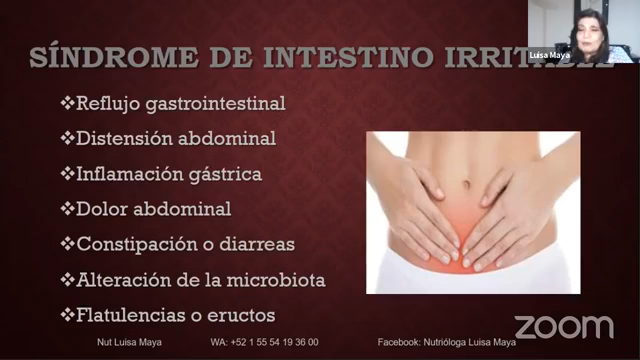 SÍNDROME DE INTESTINO
Luisa Maya
❖Reflujo gastrointestinal
❖Distensión abdominal
❖Inflamación gástrica
❖Dolor abdominal
❖Constipación o diarreas
❖Alteración de la microbiota
❖Flatulencias o eructos
zoom
Nut Luisa Maya WA: +52 1 55 54 19 36 00 Facebook: Nutrióloga Luisa Maya